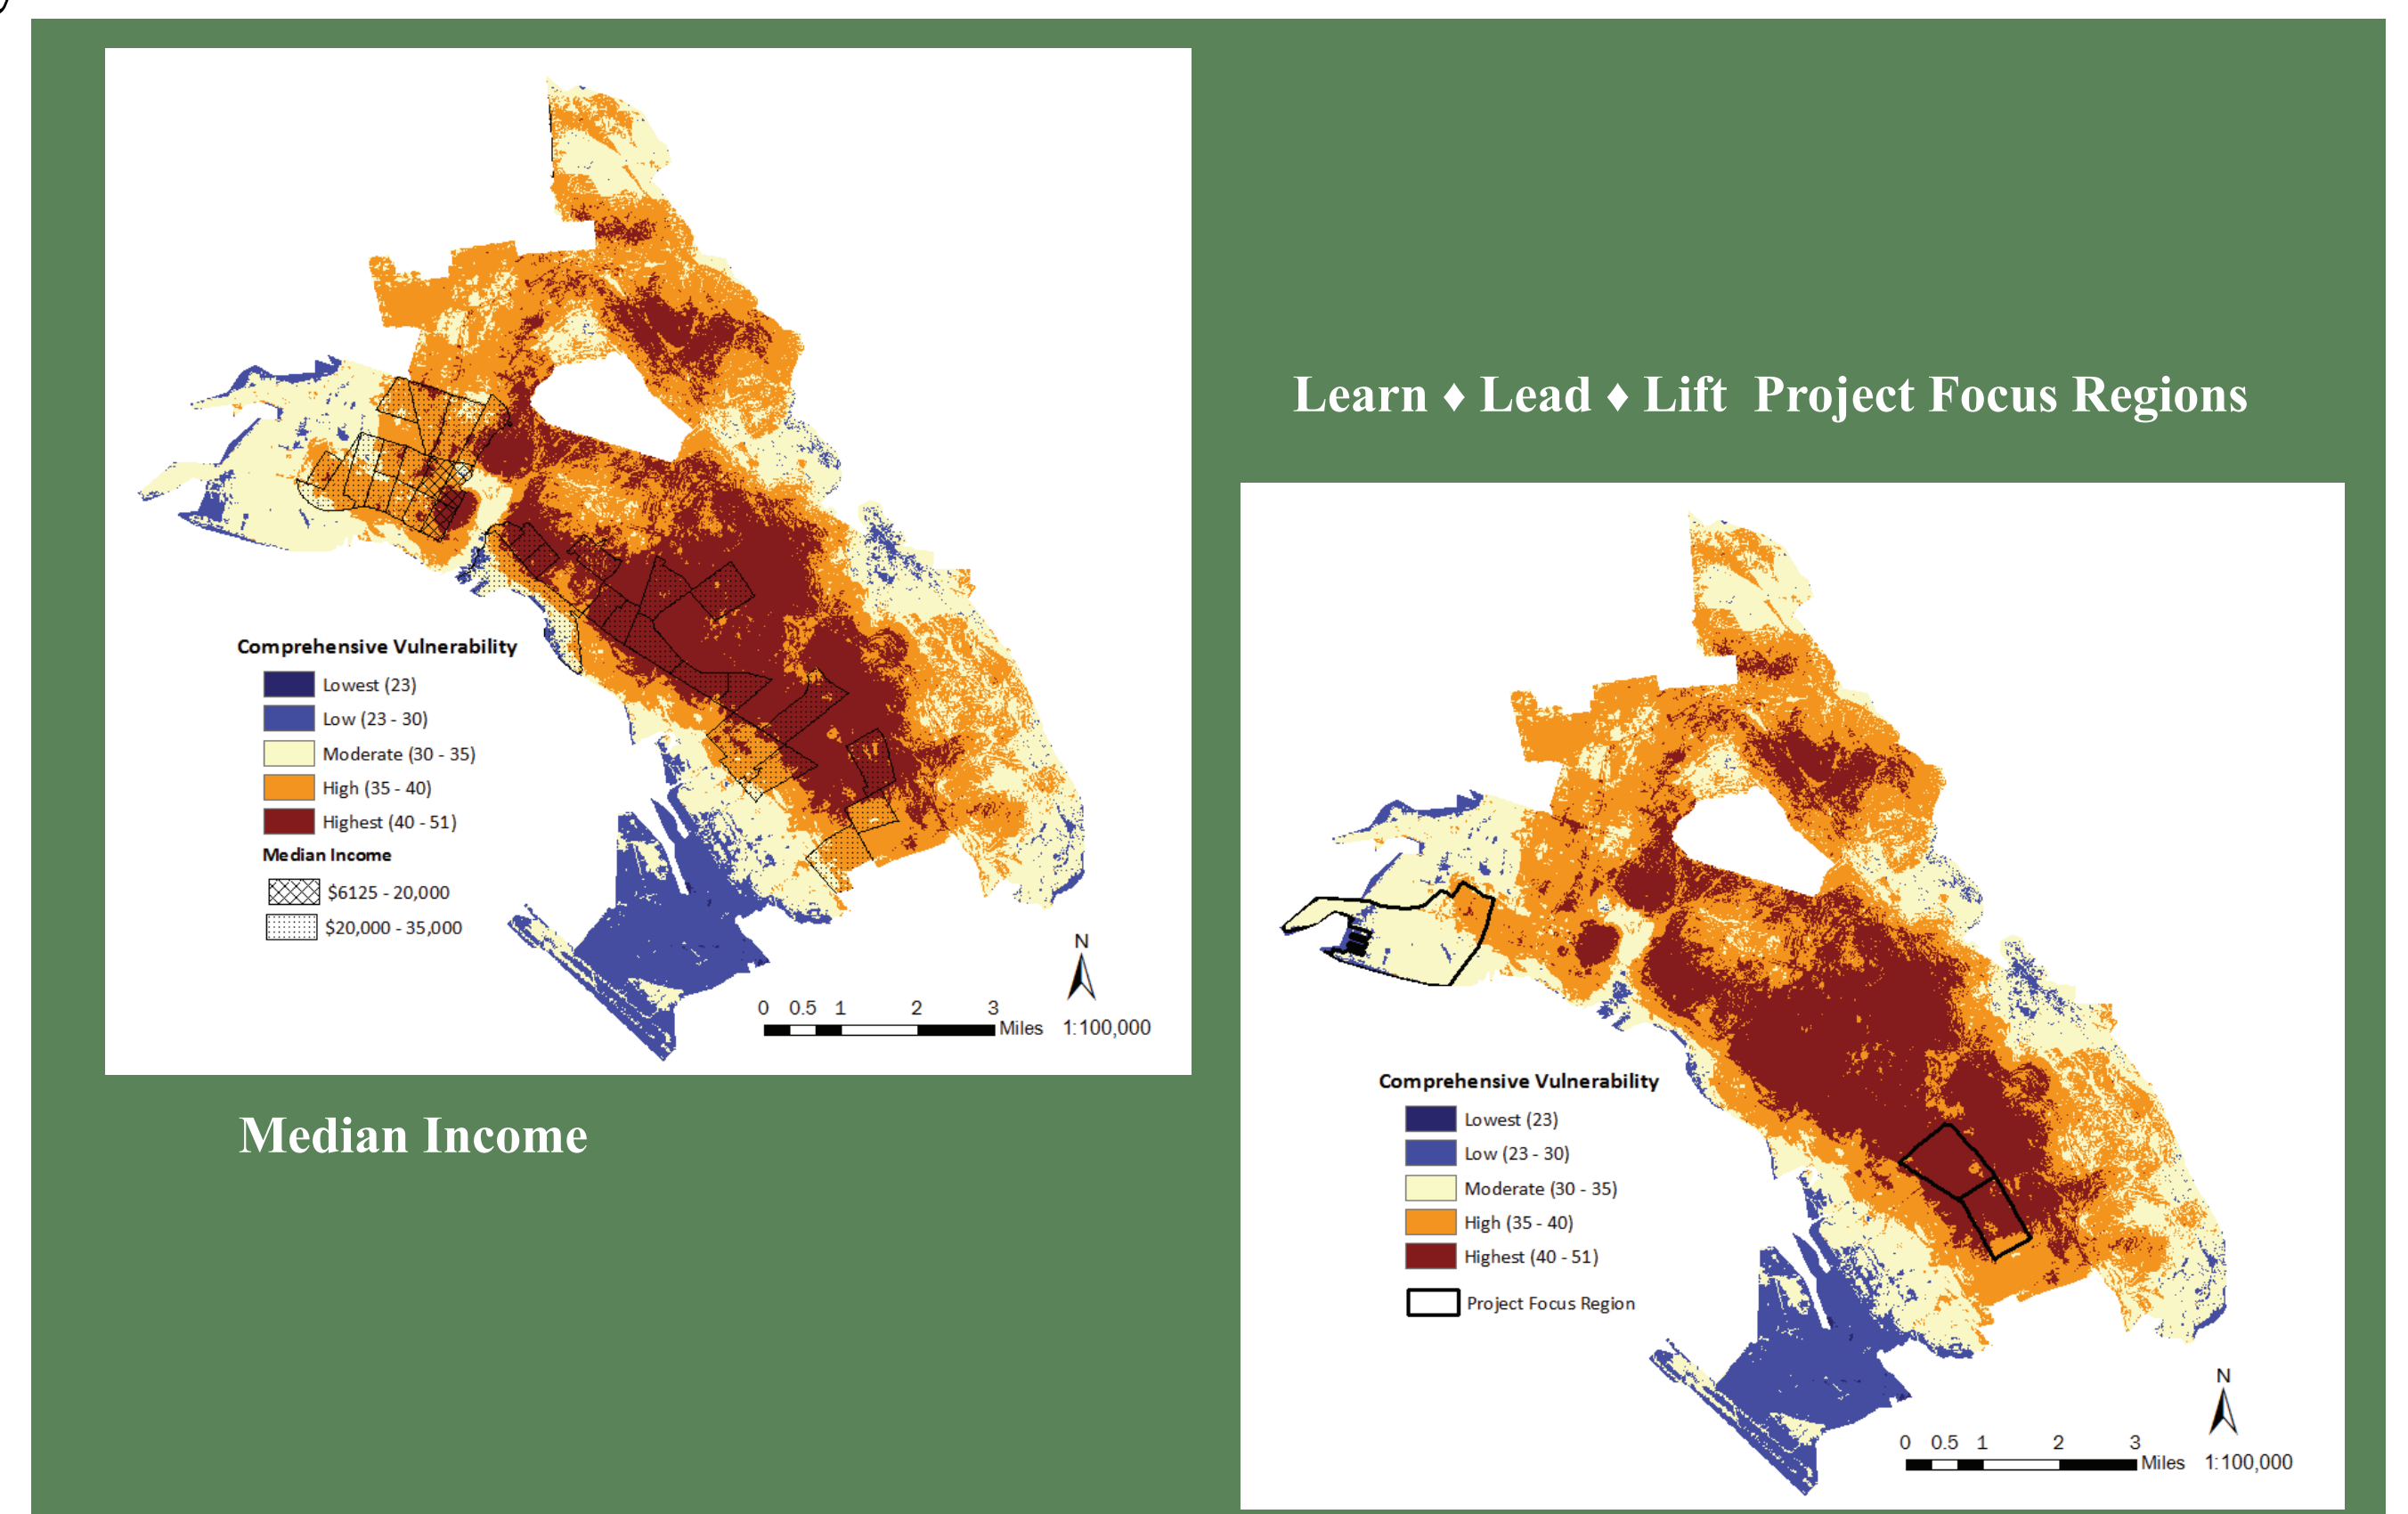 Comprehensive Vulnerability
Lowest (23)
Low (23 - 30)
Moderate (30 - 35)
High (35 - 40)
Highest (40 - 51)
Median Income
$6125 - 20,000
$20,000 - 35,000
N
0 0.5 1 2 3
Miles 1:100,000
Median Income
Learn ♦ Lead ♦ Lift Project Focus Regions
Comprehensive Vulnerability
Lowest (23)
Low (23 - 30)
Moderate (30 - 35)
High (35 - 40)
Highest (40 - 51)
Project Focus Region
N
0 0.5 1 2 3
Miles 1:100,000